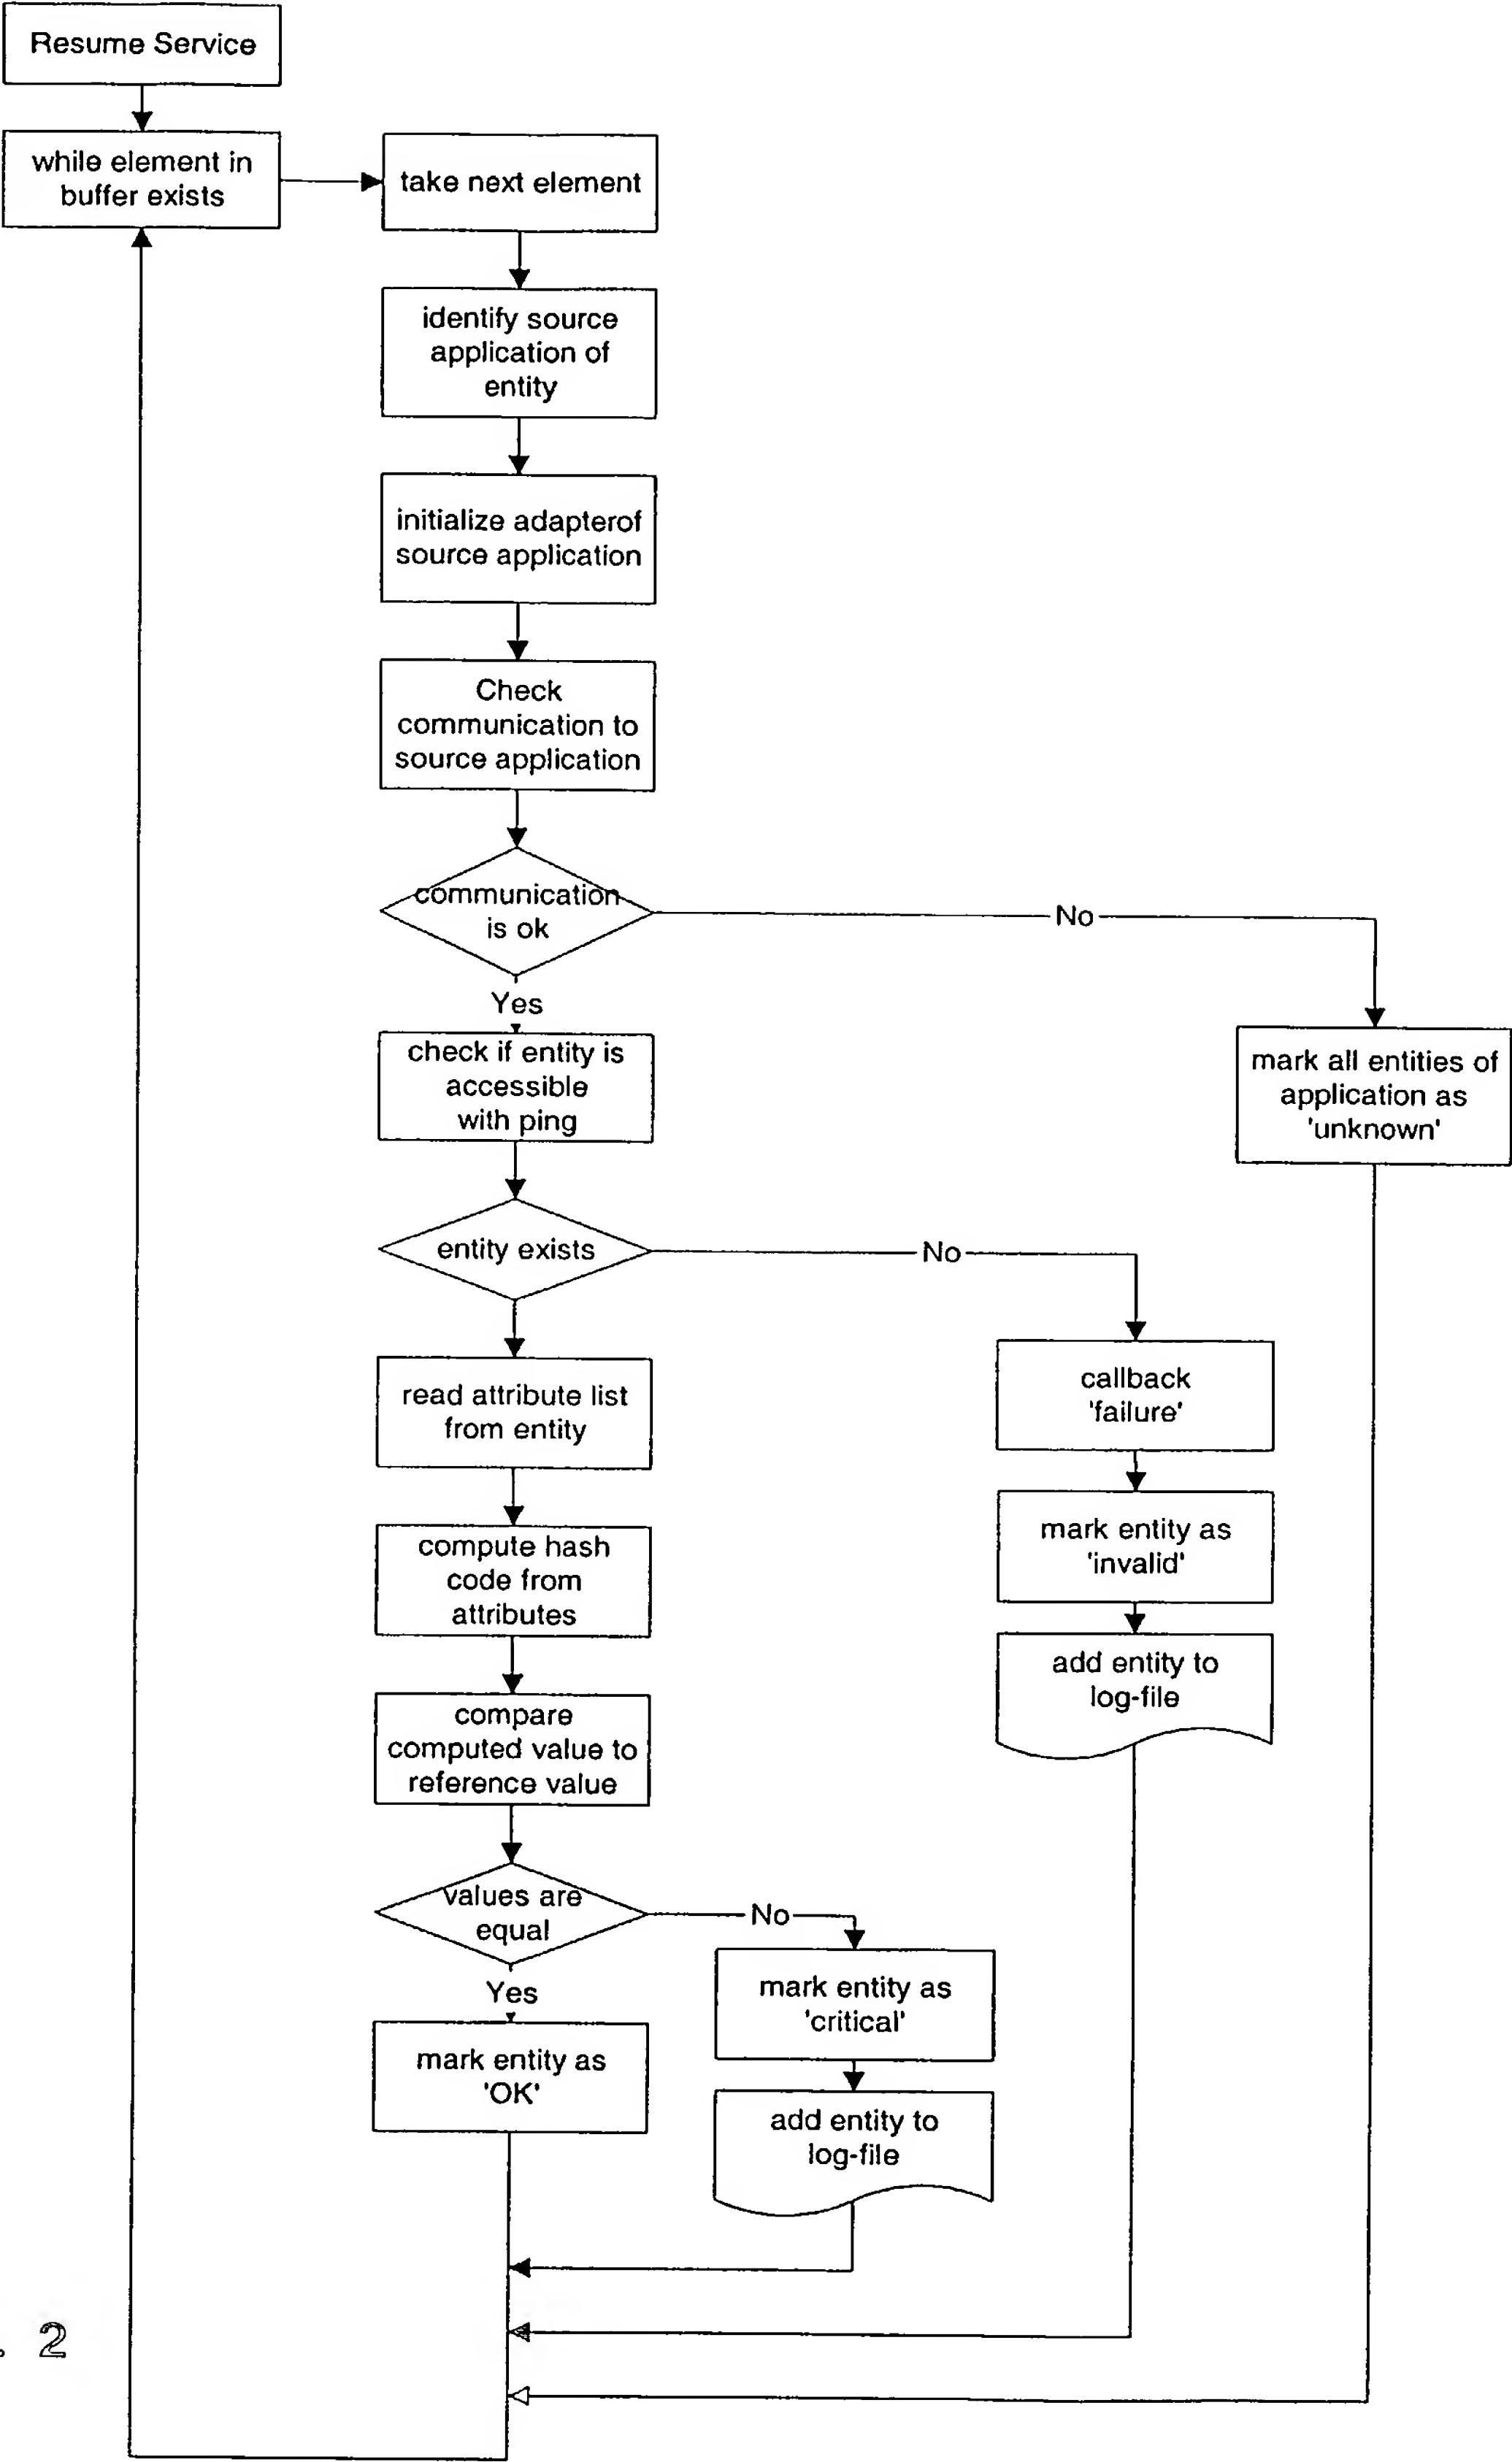 Resume Service
while element in
buffer exists
take next element
identify source
application of
entity
initialize adapterof
source application
Check
communication to
source application
communication
is ok
No
Yes
check if entity is
accessible
with ping
mark all entities of
application as
'unknown'
entity exists
No
read attribute list
from entity
callback
'failure'
compute hash
code from
attributes
mark entity as
'invalid'
add entity to
log-file
compare
computed value to
reference value
values are
equal
No
Yes
mark entity as
'critical'
mark entity as
'OK'
add entity to
log-file
. 2